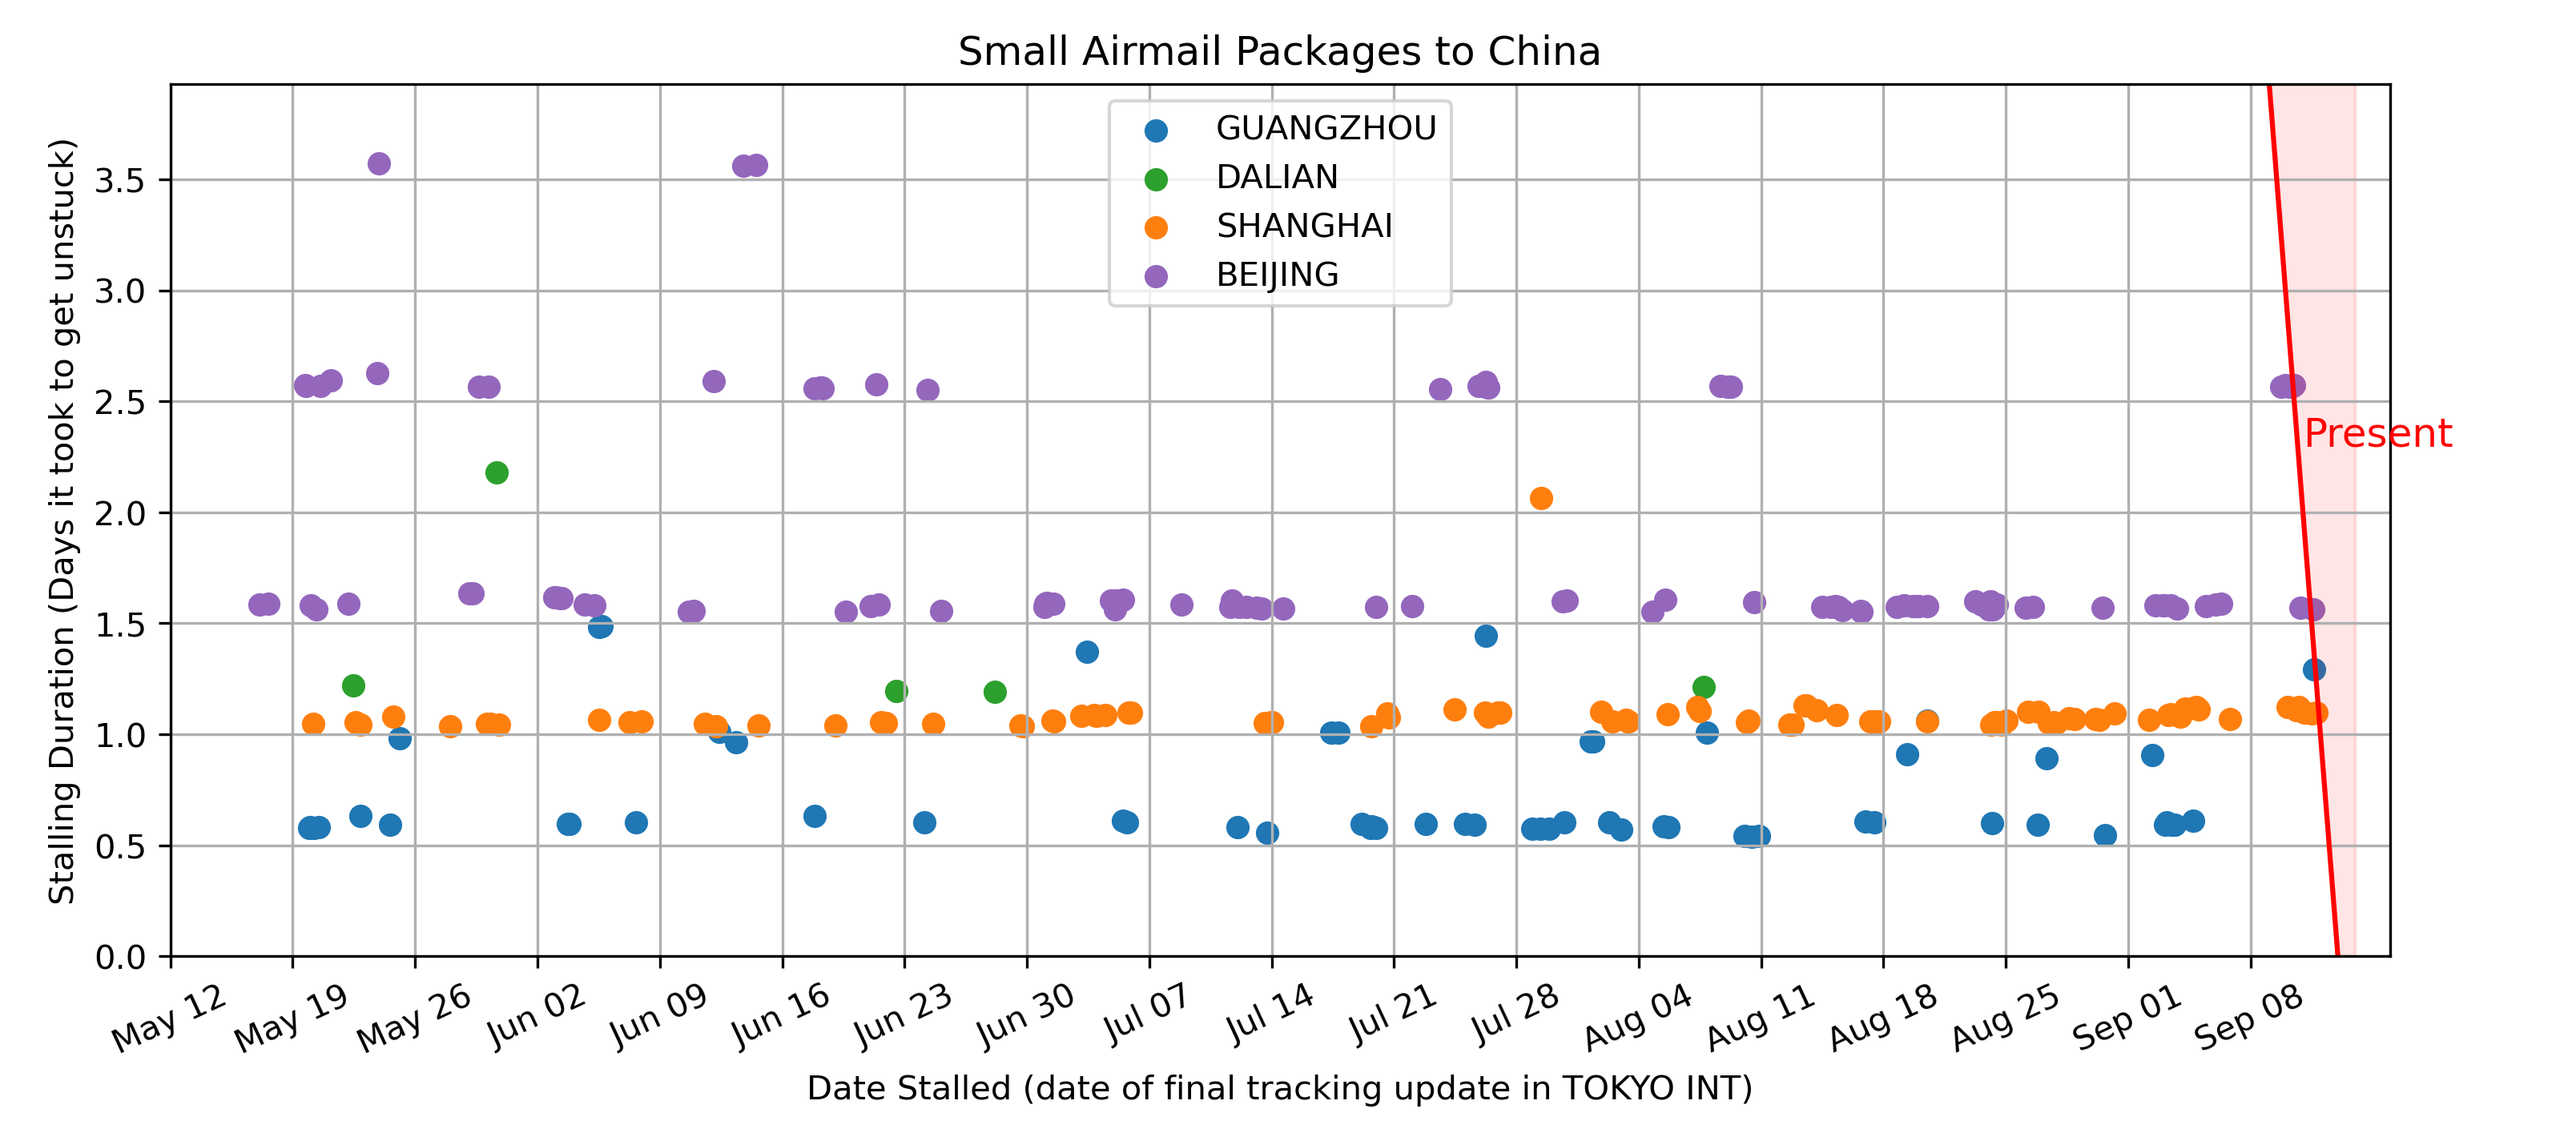 Small Airmail Packages to China
GUANGZHOU
DALIAN
SHANGHAI
BEIJING
Present
Stalling Duration (Days it took to get unstuck)
3.5
3.0
2.5
2.0
1.5
1.0
0.5
0.0
May 12
May 19
May 26
Jun 02
Jun 09
Jun 16
Jun 23
Jun 30
Jul 07
Jul 14
Jul 21
Jul 28
Aug 04
Aug 11
Aug 18
Aug 25
Sep 01
Sep 08
Date Stalled (date of final tracking update in TOKYO INT)